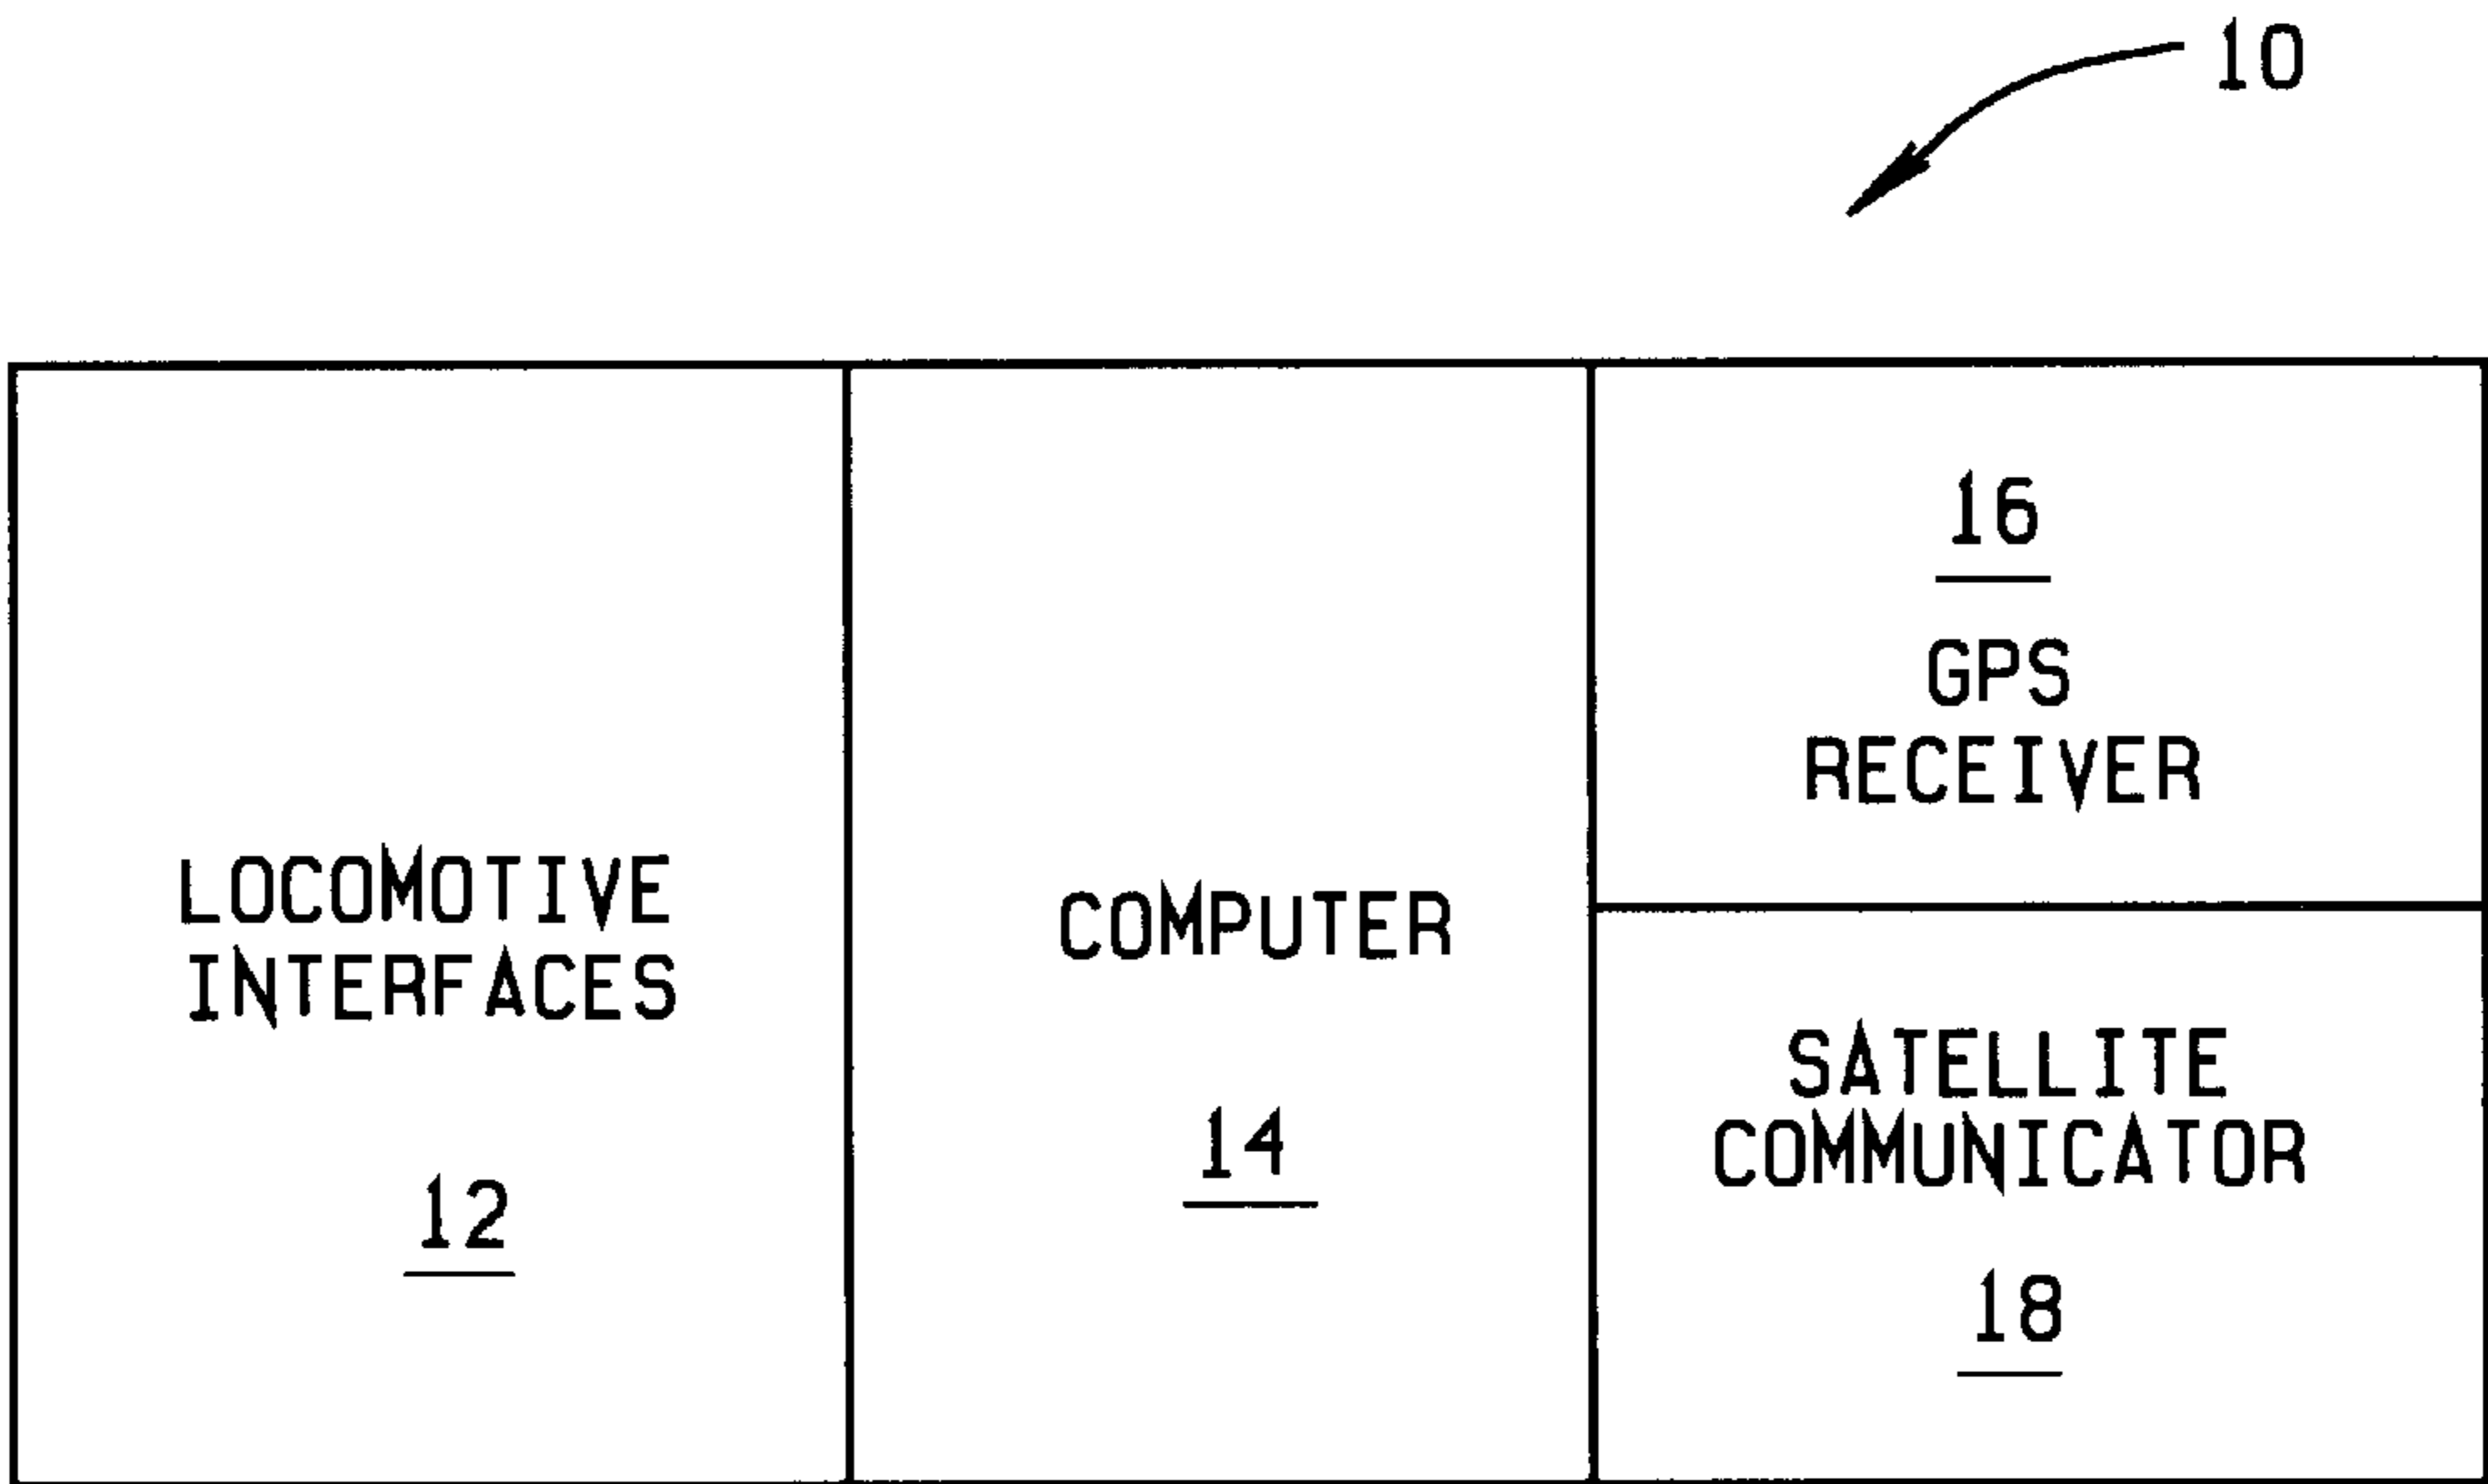 10
LOCOMOTIVE
INTERFACES
12
COMPUTER
14
16
GPS
RECEIVER
SATELLITE
COMMUNICATOR
18